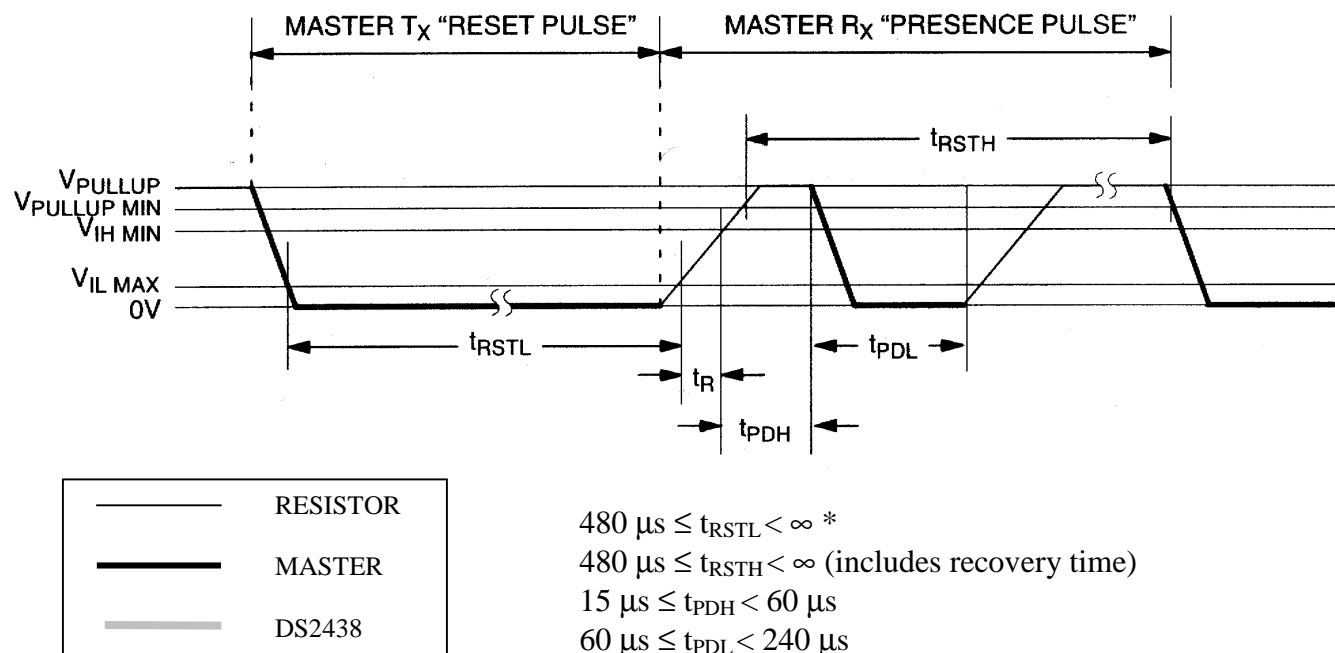 MASTER TX "RESET PULSE"
MASTER RX "PRESENCE PULSE"
tRSTH
VPULLUP
VPULLUP MIN
VIH MIN
VIL MAX
0V
tRSTL
tPDL
tR
tPDH
RESISTOR
MASTER
DS2438
480 μs ≤ tRSTL < ∞ *
480 μs ≤ tRSTH < ∞ (includes recovery time)
15 μs ≤ tPDH < 60 μs
60 μs ≤ tPDL < 240 μs